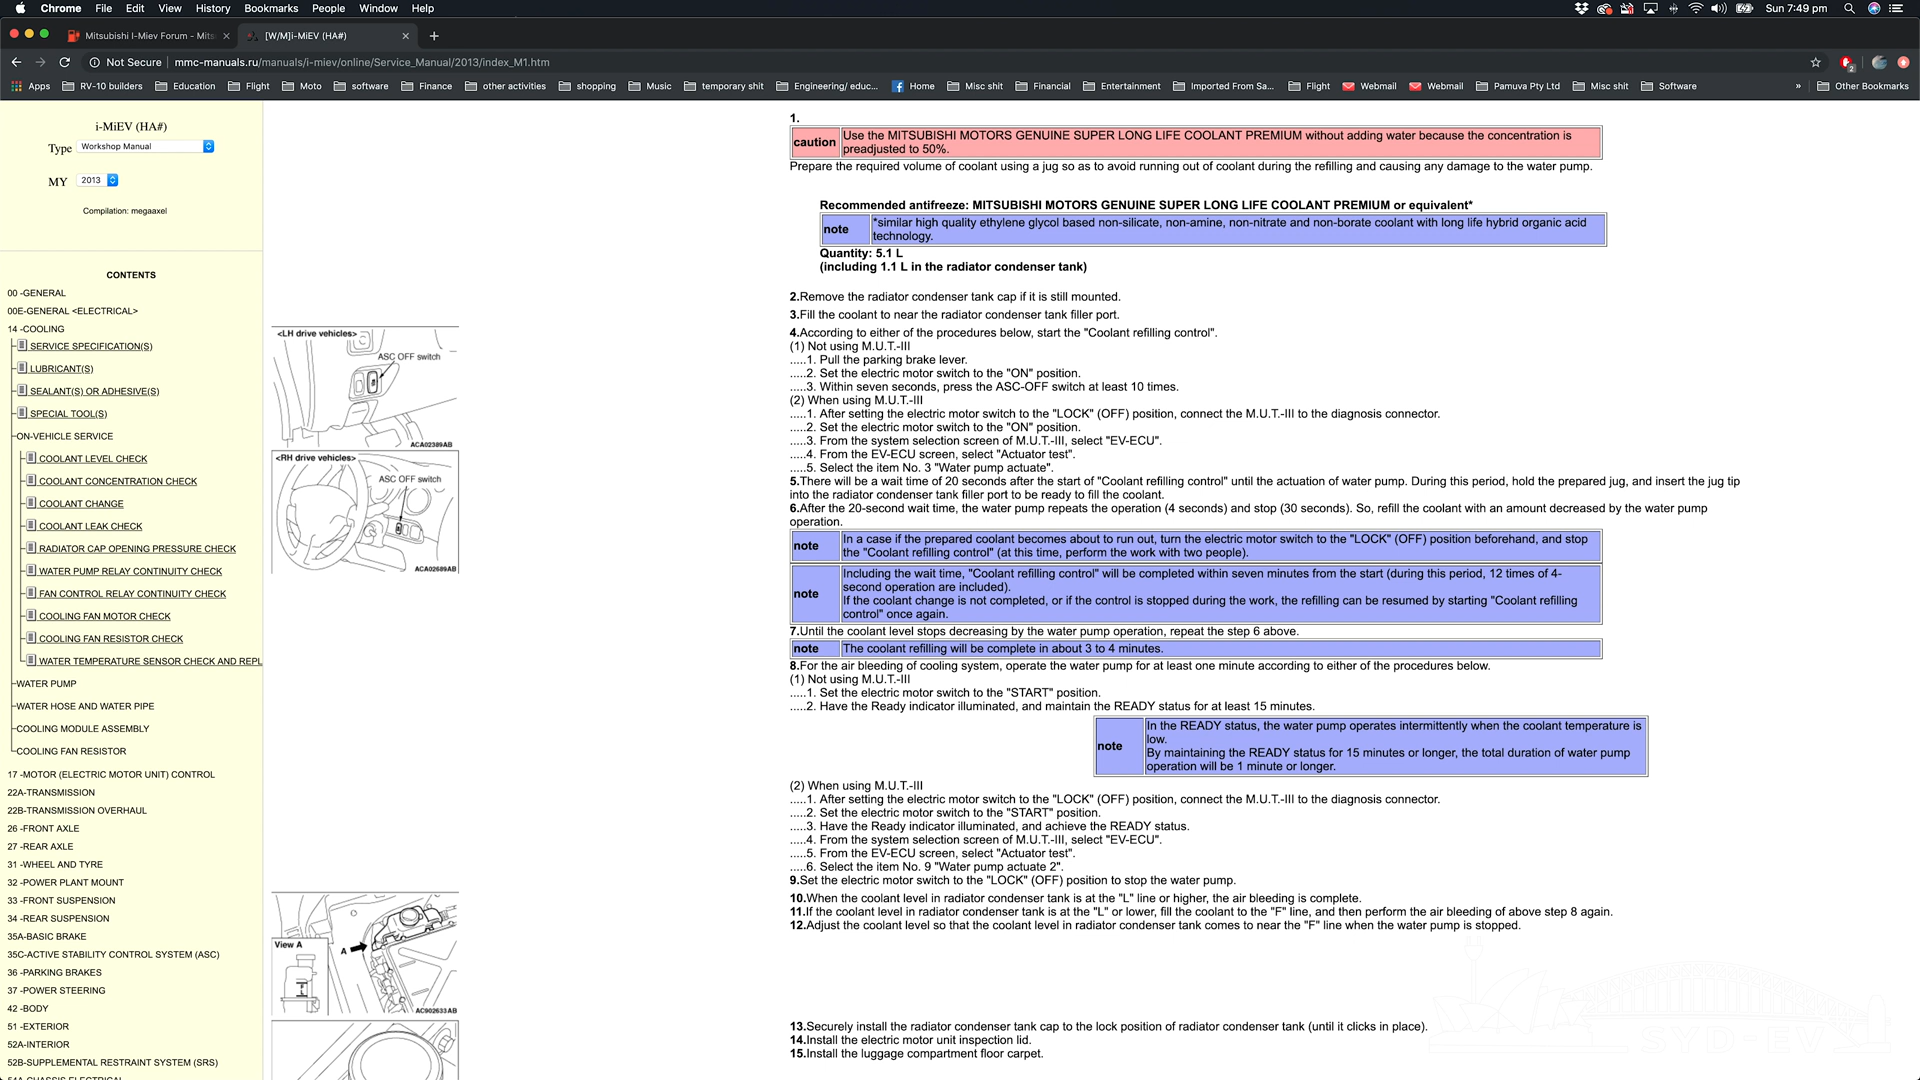 Chrome File Edit View History Bookmarks People Window Help
Sun 7:49 pm
Mitsubishi I-Miev Forum - Mits
[W/M]i-MiEV (HA#)
Not Secure mmc-manuals.ru/manuals/i-miev/online/Service_Manual/2013/index_M1.htm
2
Apps RV-10 builders Education Flight Moto software Finance other activities shopping Music temporary shit Engineering/ educ... Home Misc shit Financial Entertainment Imported From Sa... Flight Webmail Webmail Pamuva Pty Ltd Misc shit Software » Other Bookmarks
i-MiEV (HA#)
Type Workshop Manual
MY 2013
Compilation: megaaxel
CONTENTS
00 -GENERAL
00E-GENERAL <ELECTRICAL>
14 -COOLING
SERVICE SPECIFICATION(S)
LUBRICANT(S)
SEALANT(S) OR ADHESIVE(S)
SPECIAL TOOL(S)
ON-VEHICLE SERVICE
COOLANT LEVEL CHECK
COOLANT CONCENTRATION CHECK
COOLANT CHANGE
COOLANT LEAK CHECK
RADIATOR CAP OPENING PRESSURE CHECK
WATER PUMP RELAY CONTINUITY CHECK
FAN CONTROL RELAY CONTINUITY CHECK
COOLING FAN MOTOR CHECK
COOLING FAN RESISTOR CHECK
WATER TEMPERATURE SENSOR CHECK AND REPL
WATER PUMP
WATER HOSE AND WATER PIPE
COOLING MODULE ASSEMBLY
COOLING FAN RESISTOR
17 -MOTOR (ELECTRIC MOTOR UNIT) CONTROL
22A-TRANSMISSION
22B-TRANSMISSION OVERHAUL
26 -FRONT AXLE
27 -REAR AXLE
31 -WHEEL AND TYRE
32 -POWER PLANT MOUNT
33 -FRONT SUSPENSION
34 -REAR SUSPENSION
35A-BASIC BRAKE
35C-ACTIVE STABILITY CONTROL SYSTEM (ASC)
36 -PARKING BRAKES
37 -POWER STEERING
42 -BODY
51 -EXTERIOR
52A-INTERIOR
52B-SUPPLEMENTAL RESTRAINT SYSTEM (SRS)
54A-CHASSIS ELECTRICAL
<LH drive vehicles>
ASC OFF switch
ACA02389AB
<RH drive vehicles>
ASC OFF switch
ACA02689AB
View A
A
L
AC902633AB
1.
caution Use the MITSUBISHI MOTORS GENUINE SUPER LONG LIFE COOLANT PREMIUM without adding water because the concentration is
preadjusted to 50%.
Prepare the required volume of coolant using a jug so as to avoid running out of coolant during the refilling and causing any damage to the water pump.
Recommended antifreeze: MITSUBISHI MOTORS GENUINE SUPER LONG LIFE COOLANT PREMIUM or equivalent*
note *similar high quality ethylene glycol based non-silicate, non-amine, non-nitrate and non-borate coolant with long life hybrid organic acid
technology.
Quantity: 5.1 L
(including 1.1 L in the radiator condenser tank)
2.Remove the radiator condenser tank cap if it is still mounted.
3.Fill the coolant to near the radiator condenser tank filler port.
4.According to either of the procedures below, start the "Coolant refilling control".
(1) Not using M.U.T.-III
.....1. Pull the parking brake lever.
.....2. Set the electric motor switch to the "ON" position.
.....3. Within seven seconds, press the ASC-OFF switch at least 10 times.
(2) When using M.U.T.-III
.....1. After setting the electric motor switch to the "LOCK" (OFF) position, connect the M.U.T.-III to the diagnosis connector.
.....2. Set the electric motor switch to the "ON" position.
.....3. From the system selection screen of M.U.T.-III, select "EV-ECU".
.....4. From the EV-ECU screen, select "Actuator test".
.....5. Select the item No. 3 "Water pump actuate".
5.There will be a wait time of 20 seconds after the start of "Coolant refilling control" until the actuation of water pump. During this period, hold the prepared jug, and insert the jug tip
into the radiator condenser tank filler port to be ready to fill the coolant.
6.After the 20-second wait time, the water pump repeats the operation (4 seconds) and stop (30 seconds). So, refill the coolant with an amount decreased by the water pump
operation.
note In a case if the prepared coolant becomes about to run out, turn the electric motor switch to the "LOCK" (OFF) position beforehand, and stop
the "Coolant refilling control" (at this time, perform the work with two people).
note Including the wait time, "Coolant refilling control" will be completed within seven minutes from the start (during this period, 12 times of 4-
second operation are included).
If the coolant change is not completed, or if the control is stopped during the work, the refilling can be resumed by starting "Coolant refilling
control" once again.
7.Until the coolant level stops decreasing by the water pump operation, repeat the step 6 above.
note The coolant refilling will be complete in about 3 to 4 minutes.
8.For the air bleeding of cooling system, operate the water pump for at least one minute according to either of the procedures below.
(1) Not using M.U.T.-III
.....1. Set the electric motor switch to the "START" position.
.....2. Have the Ready indicator illuminated, and maintain the READY status for at least 15 minutes.
note In the READY status, the water pump operates intermittently when the coolant temperature is
low.
By maintaining the READY status for 15 minutes or longer, the total duration of water pump
operation will be 1 minute or longer.
(2) When using M.U.T.-III
.....1. After setting the electric motor switch to the "LOCK" (OFF) position, connect the M.U.T.-III to the diagnosis connector.
.....2. Set the electric motor switch to the "START" position.
.....3. Have the Ready indicator illuminated, and achieve the READY status.
.....4. From the system selection screen of M.U.T.-III, select "EV-ECU".
.....5. From the EV-ECU screen, select "Actuator test".
.....6. Select the item No. 9 "Water pump actuate 2".
9.Set the electric motor switch to the "LOCK" (OFF) position to stop the water pump.
10.When the coolant level in radiator condenser tank is at the "L" line or higher, the air bleeding is complete.
11.If the coolant level in radiator condenser tank is at the "L" or lower, fill the coolant to the "F" line, and then perform the air bleeding of above step 8 again.
12.Adjust the coolant level so that the coolant level in radiator condenser tank comes to near the "F" line when the water pump is stopped.
13.Securely install the radiator condenser tank cap to the lock position of radiator condenser tank (until it clicks in place).
14.Install the electric motor unit inspection lid.
15.Install the luggage compartment floor carpet.
SYD-EV